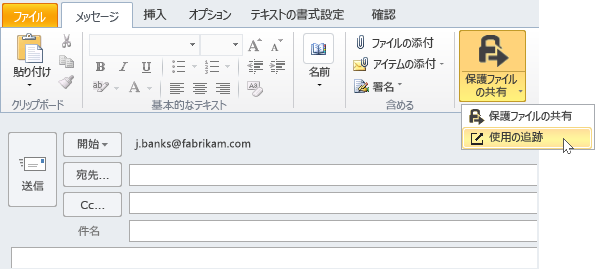 ファイル メッセージ 挿入 オプション テキストの書式設定 確認
貼り付け
クリップボード
B I U
A
基本的なテキスト
名前
ファイルの添付
アイテムの添付
署名
含める
保護ファイル
の共有
保護ファイルの共有
使用の追跡
送信
開始 j.banks@fabrikam.com
宛先...
Cc...
件名